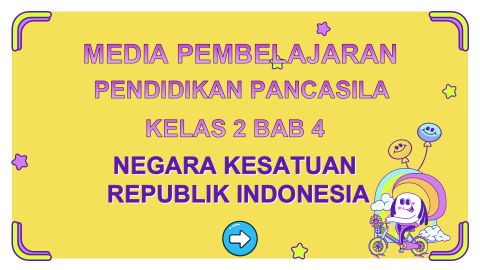 MEDIA PEMBELAJARAN
PENDIDIKAN PANCASILA
KELAS 2 BAB 4
NEGARA KESATUAN
REPUBLIK INDONESIA